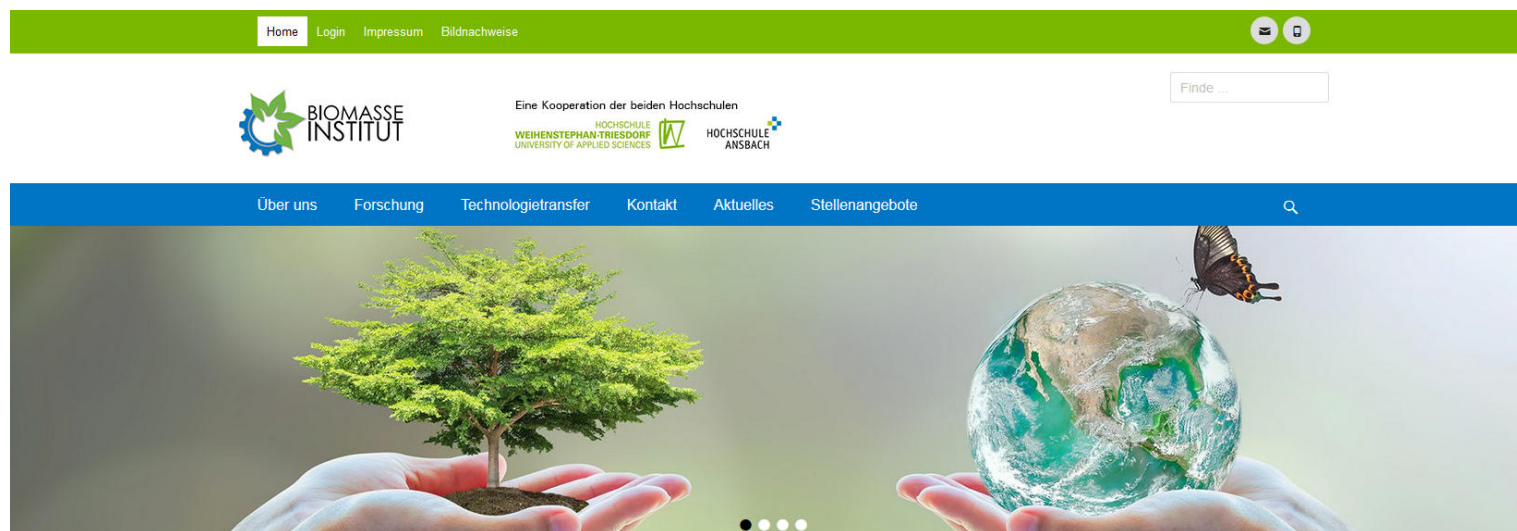 Home Login Impressum Bildnachweise
Finde ...
BIOMASSE
INSTITUT
Eine Kooperation der beiden Hochschulen
HOCHSCHULE
WEIHENSTEPHAN-TRIESDORF
UNIVERSITY OF APPLIED SCIENCES
HOCHSCHULE
ANSBACH
Über uns Forschung Technologietransfer Kontakt Aktuelles Stellenangebote